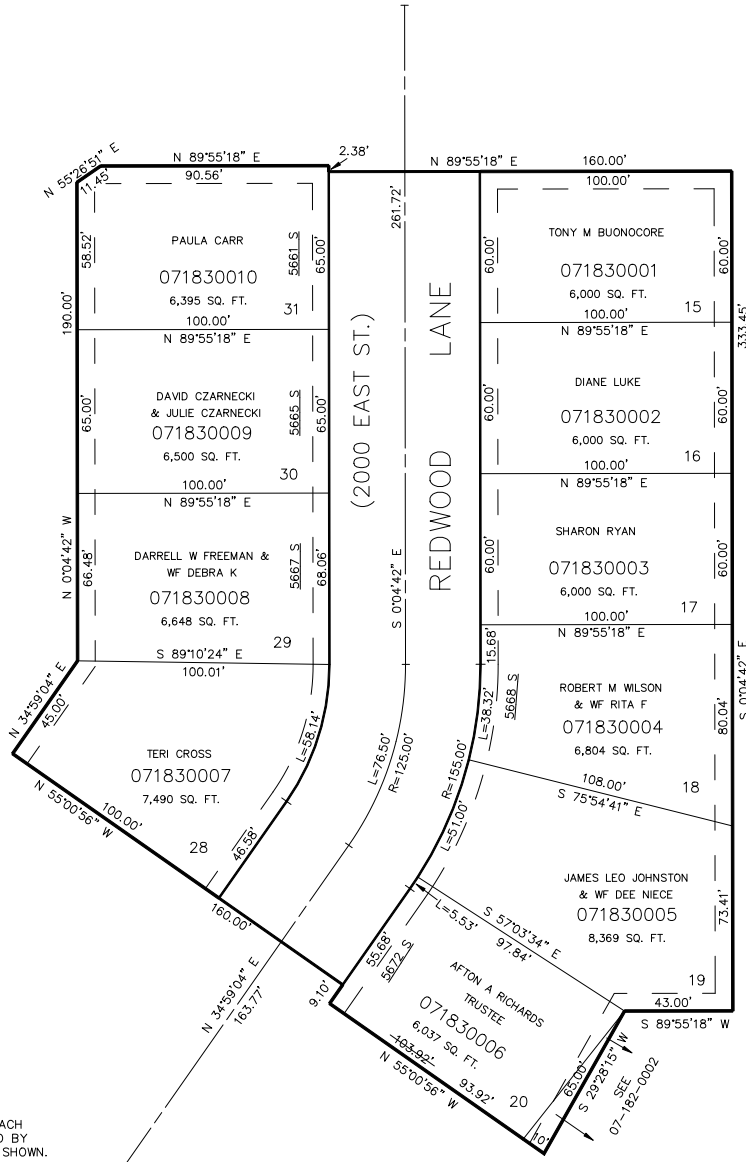 N 55°26'51" E
11.45'
N 89°55'18" E
90.56'
2.38'
N 89°55'18" E
160.00'
100.00'
261.72'
58.52'
PAULA CARR
071830010
6,395 SQ. FT.
5661 S
65.00'
31
100.00'
N 89°55'18" E
190.00'
65.00'
DAVID CZARNECKI
& JULIE CZARNECKI
071830009
6,500 SQ. FT.
5665 S
65.00'
30
100.00'
N 89°55'18" E
N 0°04'42" W
66.48'
DARRELL W FREEMAN &
WF DEBRA K
071830008
6,648 SQ. FT.
5667 S
68.06'
29
S 89°10'24" E
100.01'
N 34°59'04" E
45.00'
TERI CROSS
071830007
7,490 SQ. FT.
28
L=58.14'
46.58'
100.00'
N 55°00'56" W
160.00'
(2000 EAST ST.)
REDWOOD LANE
S 0°04'42" E
L=76.50'
R=125.00'
R=155.00'
N 34°59'04" E
163.77'
9.10'
60.00'
TONY M BUONOCORE
071830001
6,000 SQ. FT.
60.00'
15
100.00'
N 89°55'18" E
333.45'
60.00'
DIANE LUKE
071830002
6,000 SQ. FT.
60.00'
16
100.00'
N 89°55'18" E
60.00'
SHARON RYAN
071830003
6,000 SQ. FT.
60.00'
17
100.00'
N 89°55'18" E
S 0°04'42" E
15.68'
L=38.32'
5668 S
ROBERT M WILSON
& WF RITA F
071830004
6,804 SQ. FT.
80.04'
18
108.00'
S 75°54'41" E
L=51.00'
JAMES LEO JOHNSTON
& WF DEE NIECE
071830005
8,369 SQ. FT.
73.41'
19
43.00'
S 89°55'18" W
L=5.53'
S 57°03'34" E
97.84'
55.68'
5672 S
AFTON A RICHARDS
TRUSTEE
071830006
6,037 SQ. FT.
103.92'
93.92'
N 55°00'56" W
20
10'
65.00'
S 29°28'15" W
SEE
07-182-0002
ACH
D BY
SHOWN.